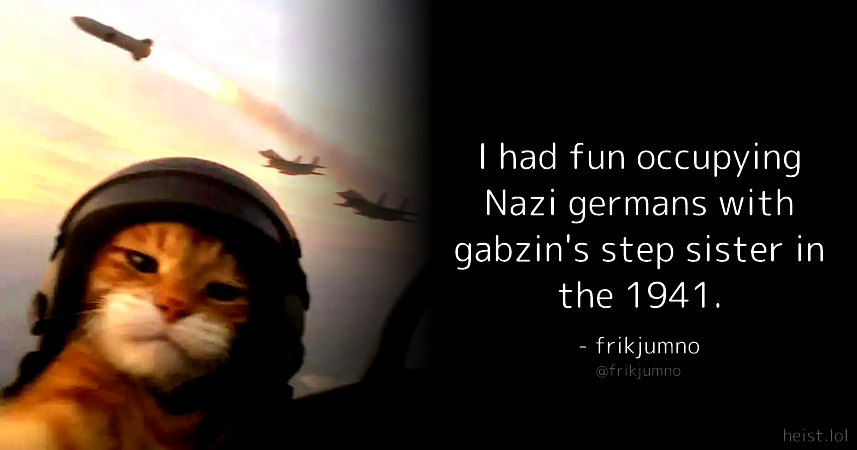 I had fun occupying
Nazi germans with
gabzin's step sister in
the 1941.
- frikjumno
@frikjumno
heist.lol